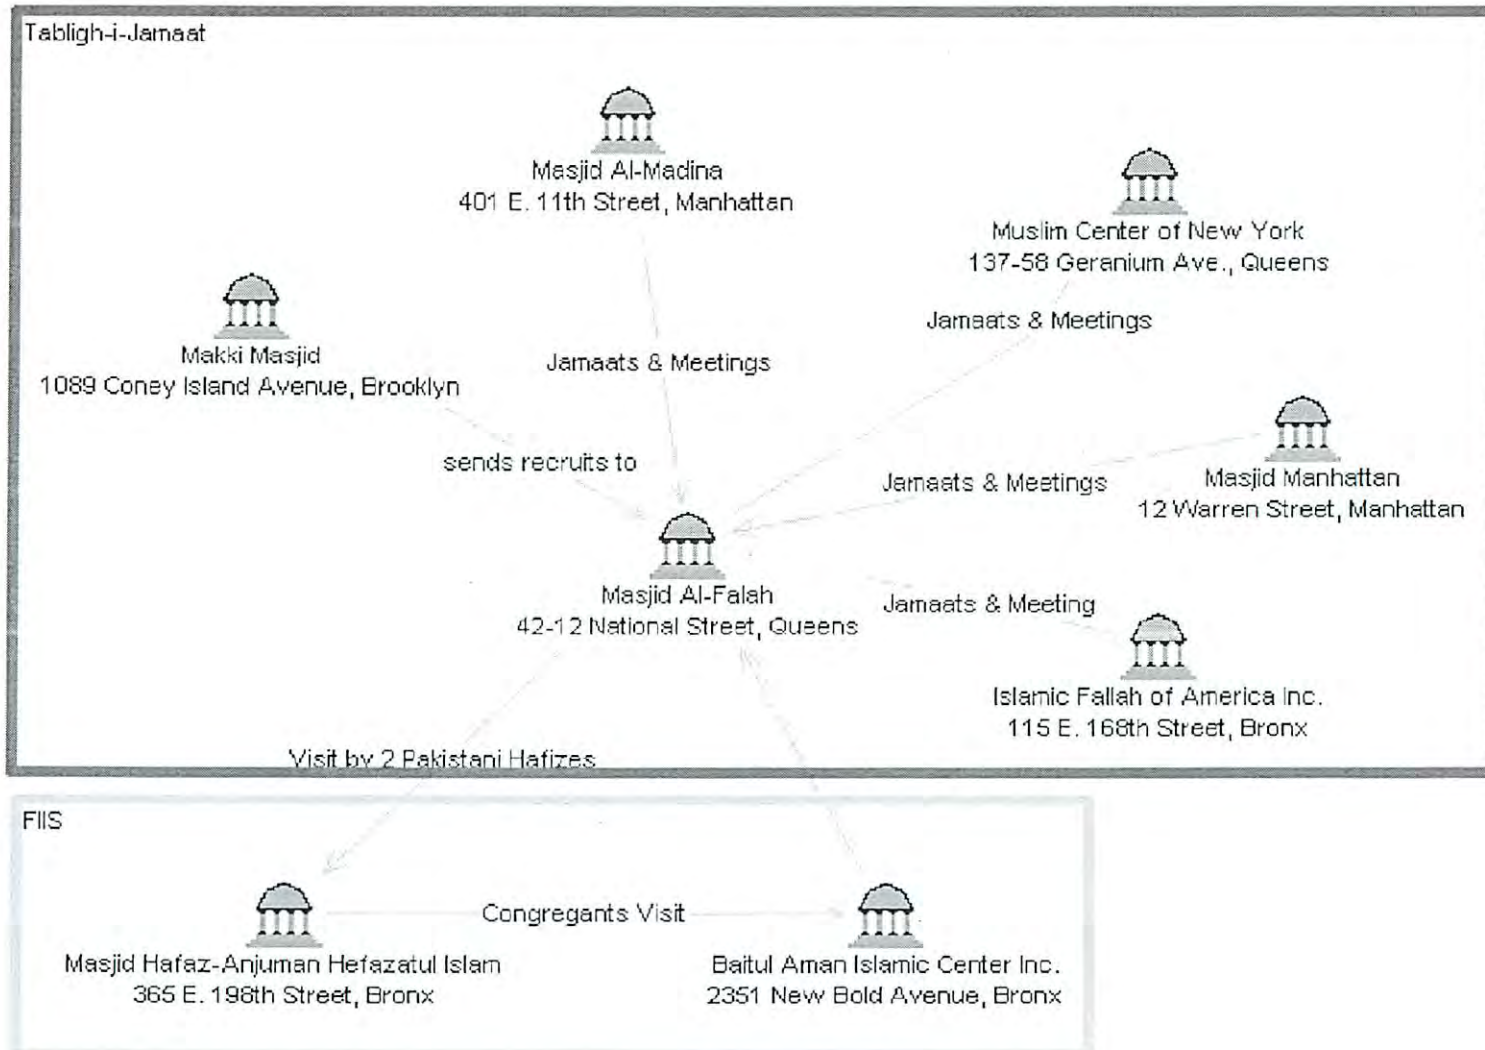 Tabligh-i-Jamaat
Masjid Al-Madina
401 E. 11th Street, Manhattan
Muslim Center of New York
137-58 Geranium Ave., Queens
Jamaats & Meetings
Makki Masjid
1089 Coney Island Avenue, Brooklyn
Jamaats & Meetings
sends recruits to
Jamaats & Meetings
Masjid Manhattan
12 Warren Street, Manhattan
Masjid Al-Falah
42-12 National Street, Queens
Jamaats & Meeting
Islamic Fallah of America Inc.
115 E. 168th Street, Bronx
Visit by 2 Pakistani Hafizes
FIIS
Congregants Visit
Masjid Hafaz-Anjuman Hefazatul Islam
365 E. 198th Street, Bronx
Baitul Aman Islamic Center Inc.
2351 New Bold Avenue, Bronx